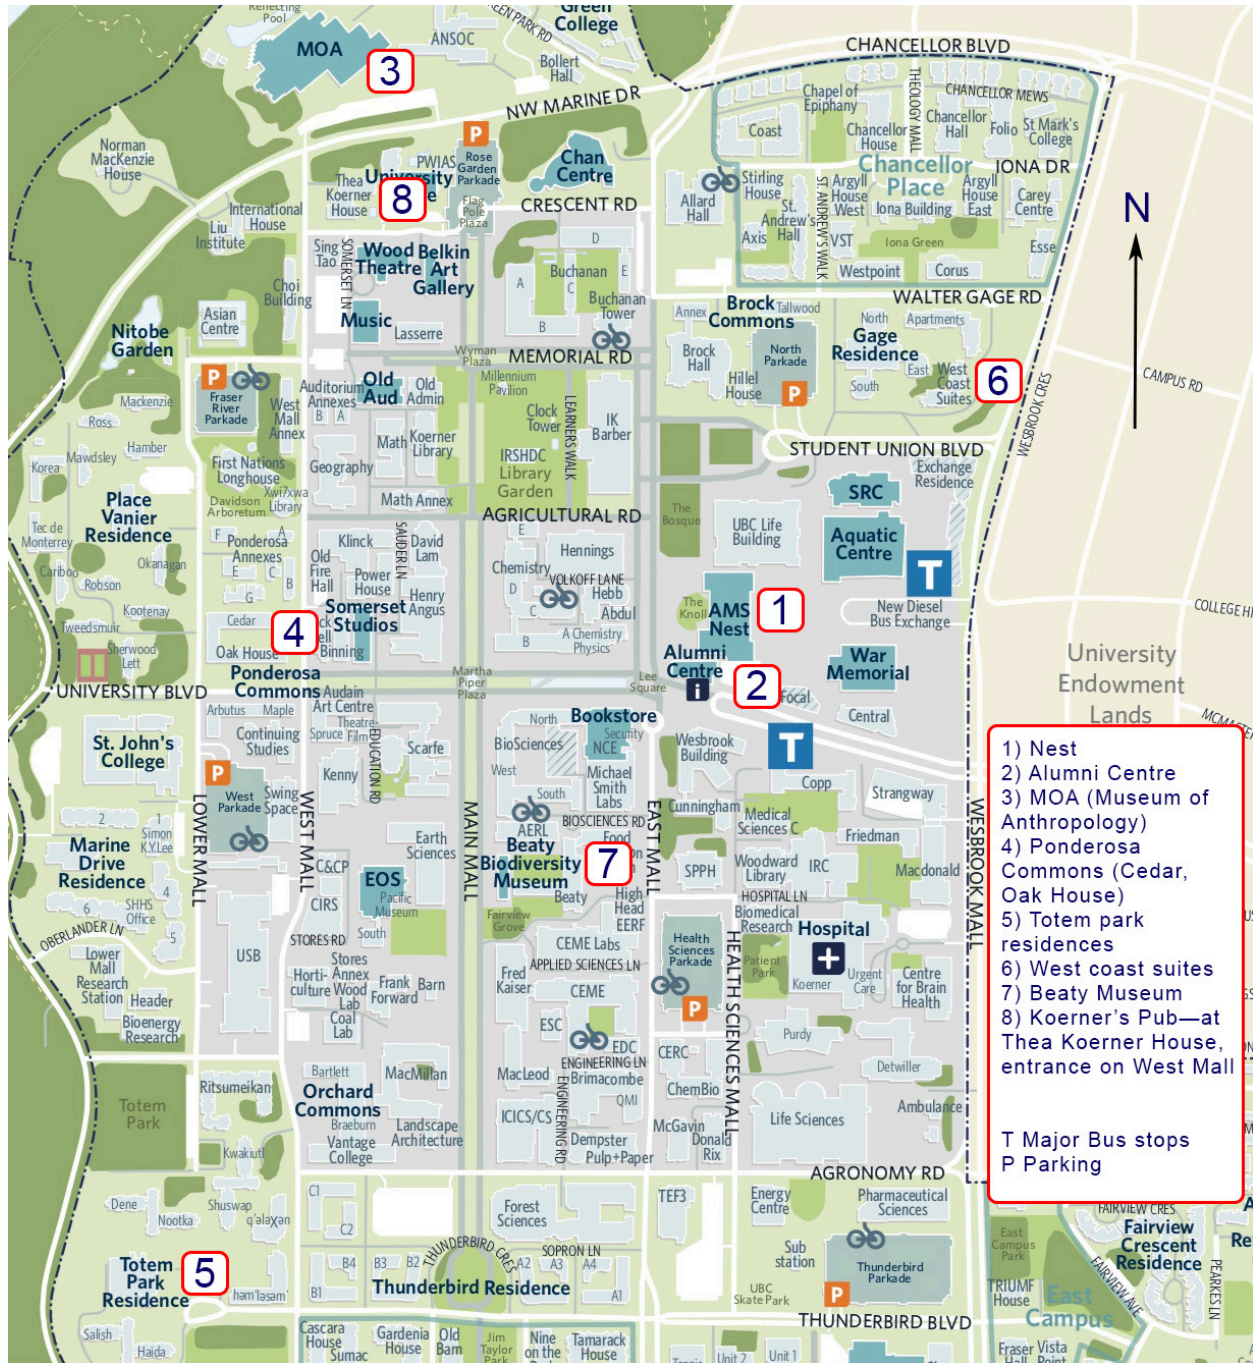 Reflecting
Pool
MOA
3
ANSOC
GREEN PARK RD
Green
College
Bollert
Hall
NW MARINE DR
CHANCELLOR BLVD
Chapel of
Epiphany
THEOLOGY MALL
CHANCELLOR MEWS
Coast
Chancellor
House
Chancellor
Hall
Folio
St Mark's
College
Chancellor
Place
IONA DR
Norman
MacKenzie
House
P
PWIAS
Rose
Garden
Parkade
Chan
Centre
Thea
Koerner
House
University
8
Flag
Pole
Plaza
CRESCENT RD
Allard
Hall
Stirling
House
St.
Andrew's
Hall
Axis
ST. ANDREW'S WALK
Argyll
House
West
Iona Building
Argyll
House
East
Carey
Centre
VST
Iona Green
Esse
Westpoint
Corus
N
International
House
Liu
Institute
Sing
Tao
SOMERSET LN
Wood
Theatre
Belkin
Art
Gallery
D
Buchanan
A
C
E
B
Buchanan
Tower
Choi
Building
Music
Lasserre
Asian
Centre
Nitobe
Garden
WALTER GAGE RD
Annex
Brock
Commons
Tallwood
North
Apartments
Gage
Residence
Brock
Hall
North
Parkade
East
West
Coast
Suites
6
South
Hillel
House
P
CAMPUS RD
Wyman
Plaza
MEMORIAL RD
P
Fraser
River
Parkade
Mackenzie
Ross
Hamber
Mawdsley
Korea
West
Mall
Annex
Auditorium
Annexes
B A
Old
Aud
Old
Admin
Millennium
Pavilion
Clock
Tower
LEARNERS WALK
IK
Barber
Math
Koerner
Library
IRSHDC
Library
Garden
Geography
Math Annex
First Nations
Longhouse
Xwi7xwa
Library
Davidson
Arboretum
Place
Vanier
Residence
Tec de
Monterrey
STUDENT UNION BLVD
WESBROOK CRES
Exchange
Residence
SRC
Aquatic
Centre
T
The
Bosque
UBC Life
Building
AGRICULTURAL RD
F
A
Ponderosa
Annexes
E
C
B
G
Klinck
SAUDER LN
David
Lam
Old
Fire
Hall
Power
House
Henry
Angus
E
Hennings
Chemistry
VOLKOFF LANE
D
Hebb
C
Abdul
B
A Chemistry
Physics
Okanagan
Cariboo
Robson
Kootenay
Tweedsmuir
Sherwood
Lett
Cedar
4
Somerset
Studios
Binning
Oak House
The
Knoll
AMS
Nest
1
New Diesel
Bus Exchange
COLLEGE HI
Alumni
Centre
i
2
War
Memorial
Focal
Central
University
Endowment
Lands
Ponderosa
Commons
UNIVERSITY BLVD
Martha
Piper
Plaza
Lee
Square
Arbutus
Maple
Audain
Art Centre
Spruce
Theatre-
Film
EDUCATION RD
Continuing
Studies
St. John's
College
Scarfe
Kenny
P
West
Parkade
Swing
Space
North
BioSciences
West
South
Bookstore
Security
NCE
Michael
Smith
Labs
BIOSCIENCES RD
Wesbrook
Building
T
Copp
Strangway
Cunningham
Medical
Sciences C
Friedman
Woodward
Library
IRC
Macdonald
SPPH
HOSPITAL LN
1) Nest
2) Alumni Centre
3) MOA (Museum of
Anthropology)
4) Ponderosa
Commons (Cedar,
Oak House)
5) Totem park
residences
6) West coast suites
7) Beaty Museum
8) Koerner's Pub—at
Thea Koerner House,
entrance on West Mall
T Major Bus stops
P Parking
LOWER MALL
WEST MALL
MAIN MALL
EAST MALL
HEALTH SCIENCES MALL
WESBROOK MALL
2
1
Simon
K.Y.Lee
Marine
Drive
Residence
4
6
SHHS
Office
5
OBERLANDER LN
Lower
Mall
Research
Station
Header
Bioenergy
Research
USB
C&CP
CIRS
EOS
Pacific
Museum
South
Earth
Sciences
STORES RD
Horti-
culture
Stores
Annex
Wood
Lab
Coal
Lab
Frank
Forward
Barn
AERL
Beaty
Biodiversity
Museum
Food
7
Beaty
High
Head
EERF
Fairview
Grove
CEME Labs
APPLIED SCIENCES LN
Fred
Kaiser
CEME
ESC
EDC
ENGINEERING LN
Brimacombe
QMI
MacLeod
ICICS/CS
ENGINEERING RD
Dempster
Pulp+Paper
Health
Sciences
Parkade
P
Biomedical
Research
Hospital
Patient
Park
Koerner
Urgent
Care
Centre
for Brain
Health
Purdy
Detwiller
CERC
ChemBio
Life Sciences
Ambulance
McGavin
Donald
Rix
Bartlett
MacMillan
Orchard
Commons
Braeburn
Vantage
College
Landscape
Architecture
Totem
Park
Ritsumeikan
Kwakiutl
Dene
Nootka
Shuswap
q'əlaχən
Totem
Park
Residence
5
həm'ləsəm'
Salish
Haida
AGRONOMY RD
C1
C2
B4
B3
B2
B1
THUNDERBIRD CRES
Thunderbird Residence
Forest
Sciences
SOPRON LN
A2
A3
A4
A1
TEF3
Energy
Centre
Pharmaceutical
Sciences
Sub
station
Thunderbird
Parkade
P
UBC
Skate Park
THUNDERBIRD BLVD
Cascara
House
Sumac
Gardenia
House
Old
Barn
Jim
Taylor
Park
Nine
on the
Tamarack
House
Unit 2
Unit 1
East
Campus
Park
FAIRVIEW CRES
Fairview
Crescent
Residence
FAIRVIEW AVE
PEARKES LN
TRIUMF
House
East
Campus
Fraser
Hall
Vista
Point